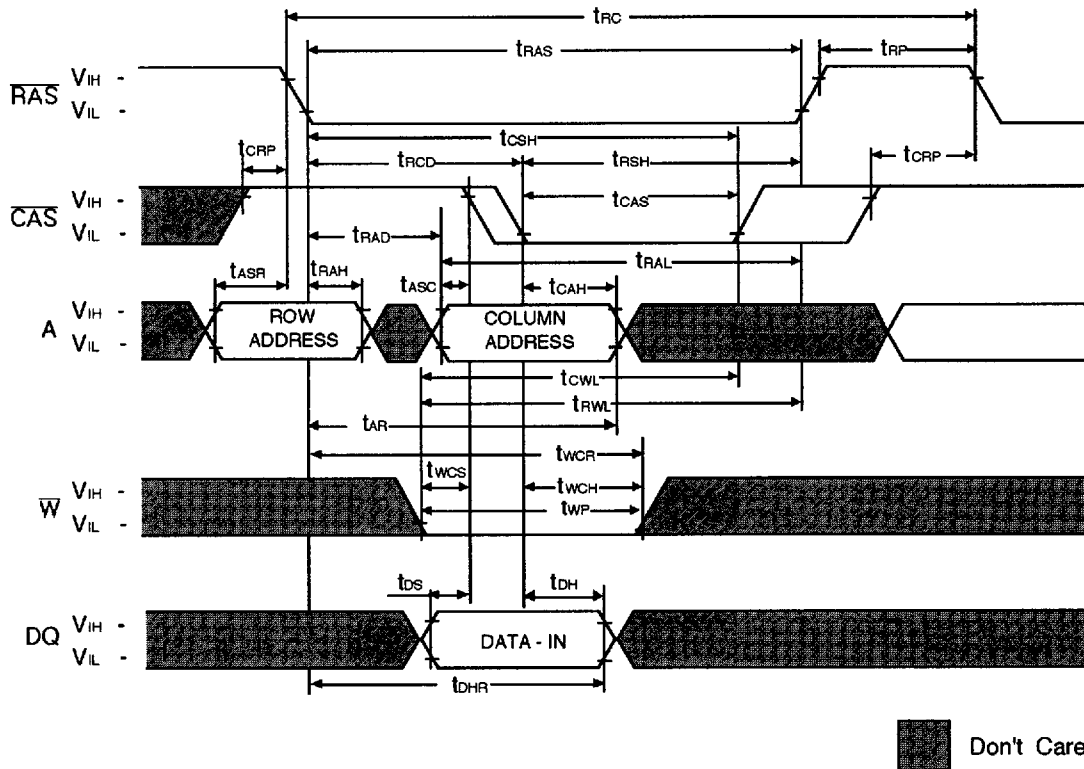 tRC
tRAS
tRP
RAS
VIH -
VIL -
tCSH
tCRP
tRCD
tRSH
tCRP
CAS
VIH -
VIL -
tCAS
tRAD
tRAL
tASR
tRAH
tASC
tCAH
A
VIH -
VIL -
ROW
ADDRESS
COLUMN
ADDRESS
tCWL
tRWL
tAR
tWCR
tWCS
tWCH
W
VIH -
VIL -
tWP
tDS
tDH
DQ
VIH -
VIL -
DATA - IN
tDHR
Don't Care